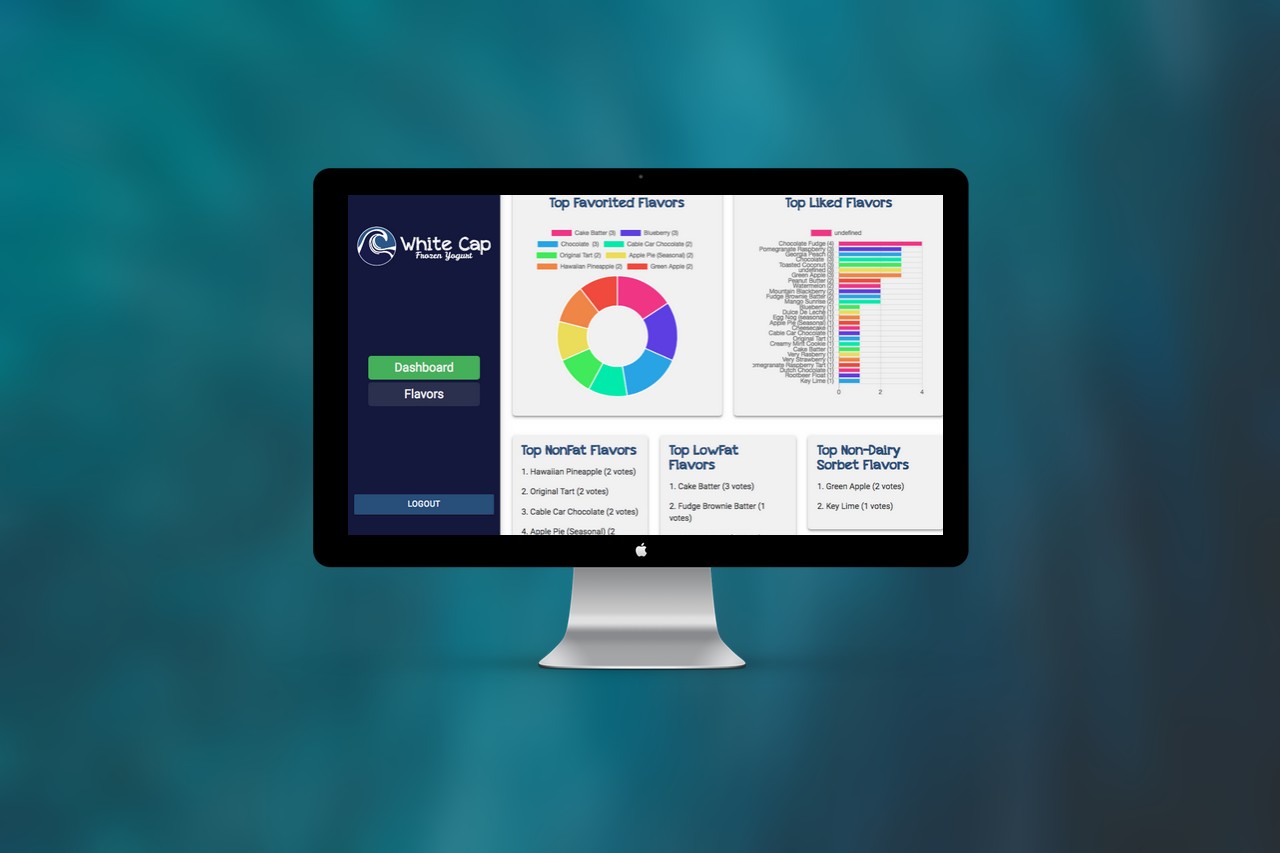 White Cap
Frozen Yogurt
Dashboard
Flavors
LOGOUT
Top Favorited Flavors
Cake Batter (3) Blueberry (3)
Chocolate (3) Cable Car Chocolate (2)
Original Tart (2) Apple Pie (Seasonal) (2)
Hawaiian Pineapple (2) Green Apple (2)
Top Liked Flavors
undefined
Chocolate Fudge (4)
Pomegranate Raspberry (3)
Georgia Peach (3)
Chocolate (3)
Toasted Coconut (3)
undefined (3)
Green Apple (3)
Peanut Butter (2)
Watermelon (2)
Mountain Blackberry (2)
Fudge Brownie Batter (2)
Mango Sunrise (2)
Blueberry (1)
Dulce De Leche (1)
Egg Nog (seasonal) (1)
Apple Pie (Seasonal) (1)
Cheesecake (1)
Cable Car Chocolate (1)
Original Tart (1)
Creamy Mint Cookie (1)
Cake Batter (1)
Very Raspberry (1)
Very Strawberry (1)
omegranate Raspberry Tart (1)
Dutch Chocolate (1)
Rootbeer Float (1)
Key Lime (1)
0 2 4
Top NonFat Flavors
1. Hawaiian Pineapple (2 votes)
2. Original Tart (2 votes)
3. Cable Car Chocolate (2 votes)
4. Apple Pie (Seasonal) (2
Top LowFat
Flavors
1. Cake Batter (3 votes)
2. Fudge Brownie Batter (1
votes)
Top Non-Dairy
Sorbet Flavors
1. Green Apple (2 votes)
2. Key Lime (1 votes)